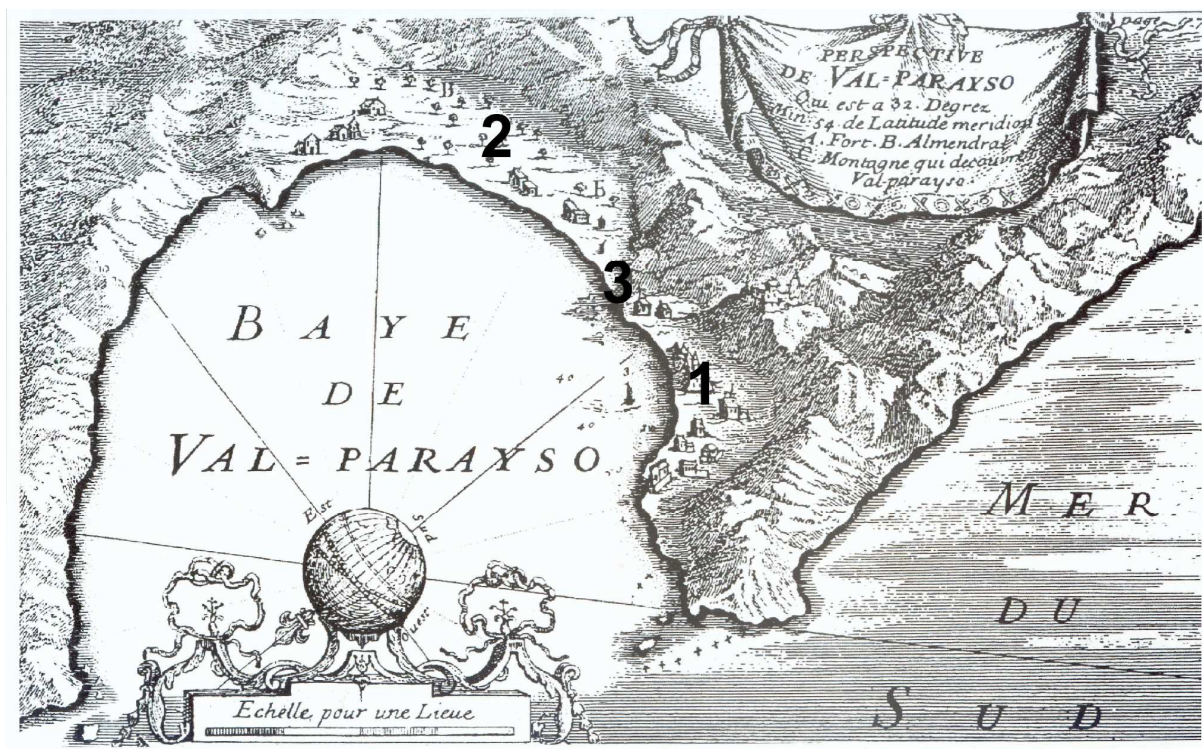 page
PERSPECTIVE
DE VAL=PARAYSO
Qui est a 32. Degrez
Min 54. de Latitude meridion
A. Fort. B. Almendral
C. Montagne qui decouvre
Val-parayso.
B
2
B
3
1
BAYE
DE
VAL=PARAYSO
40
3
40
Est
Sud
Ouest
MER
DU
SUD
Echelle pour une Lieue